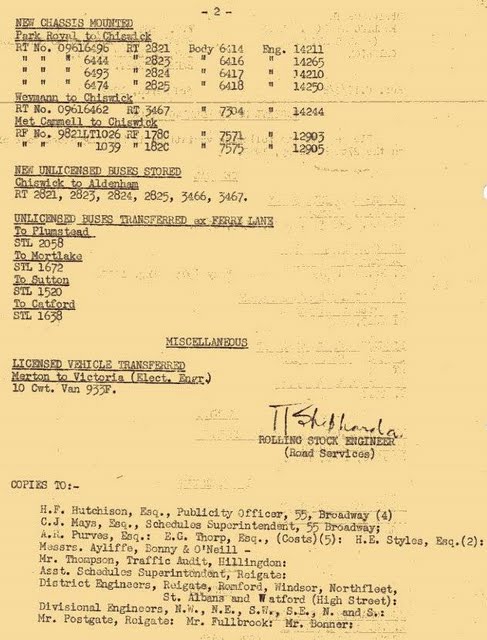 - 2 -
NEW CHASSIS MOUNTED
Park Royal to Chiswick
RT No. 09616496 RT 2821 Body 6414 Eng. 14211
" " " 6444 " 2823 " 6416 " 14265
" " " 6493 " 2824 " 6417 " 14210
" " " 6474 " 2825 " 6418 " 14250
Weymann to Chiswick
RT No. 09616462 RT 3467 " 7304 " 14244
Met Cammell to Chiswick
RF No. 9821LT1026 RF 178C " 7571 " 12903
" " " 1039 " 182C " 7575 " 12905
NEW UNLICENSED BUSES STORED
Chiswick to Aldenham
RT 2821, 2823, 2824, 2825, 3466, 3467.
UNLICENSED BUSES TRANSFERRED ex FERRY LANE
To Plumstead
STL 2058
To Mortlake
STL 1672
To Sutton
STL 1520
To Catford
STL 1638
MISCELLANEOUS
LICENSED VEHICLE TRANSFERRED
Merton to Victoria (Elect. Engr.)
10 Cwt. Van 933F.
ROLLING STOCK ENGINEER
(Road Services)
COPIES TO:-
H.F. Hutchison, Esq., Publicity Officer, 55, Broadway (4)
C.J. Mays, Esq., Schedules Superintendent, 55 Broadway;
A.R. Purves, Esq.: E.G. Thorp, Esq., (Costs)(5): H.E. Styles, Esq.(2):
Messrs. Ayliffe, Bonny & O'Neill -
Mr. Thompson, Traffic Audit, Hillingdon:
Asst. Schedules Superintendent, Reigate:
District Engineers, Reigate, Romford, Windsor, Northfleet,
St. Albans and Watford (High Street):
Divisional Engineers, N.W., N.E., S.W., S.E., N. and S.:
Mr. Postgate, Reigate: Mr. Fullbrook: Mr. Bonner: